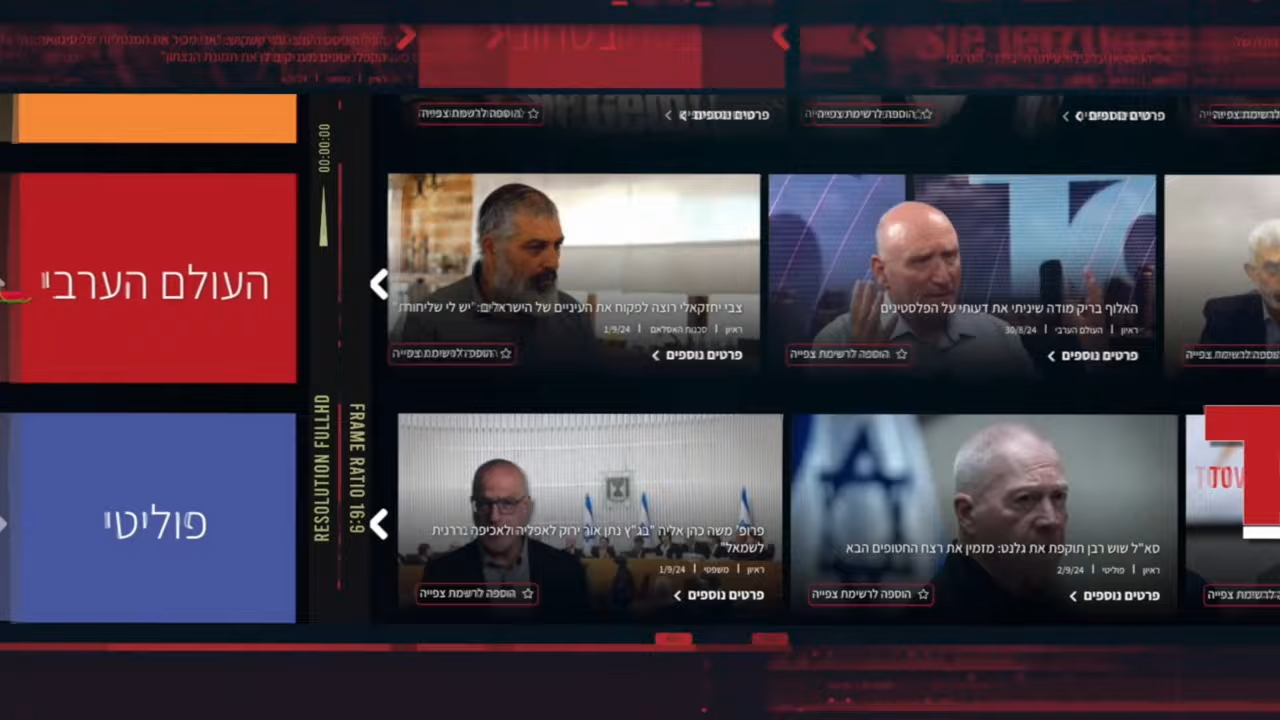 הוספה לרשימת צפייה
פרטים נוספים
הוספה לרשימת צפייה
פרטים נוספים
00:00:00
העולם הערבי
צבי יחזקאלי רוצה לפקוח את העיניים של הישראלים: "יש לי שליחות"
ראיון | סכנות האסלאם | 1/9/24
פרטים נוספים
הוספה לרשימת צפייה
האלוף בריק מודה שיניתי את דעותיי על הפלסטינים
ראיון | העולם הערבי | 30/8/24
פרטים נוספים
הוספה לרשימת צפייה
RESOLUTION FULLHD
FRAME RATIO 16:9
פוליטי
פרופ' משה כהן אליה "בג"ץ נתן אור ירוק לאפליה ולאכיפה בררנית
לשמאל"
ראיון | משפטי | 1/9/24
פרטים נוספים
הוספה לרשימת צפייה
סא"ל שוש רבן תוקפת את גלנט: מזמין את רצח החטופים הבא
ראיון | פוליטי | 2/9/24
פרטים נוספים
הוספה לרשימת צפייה